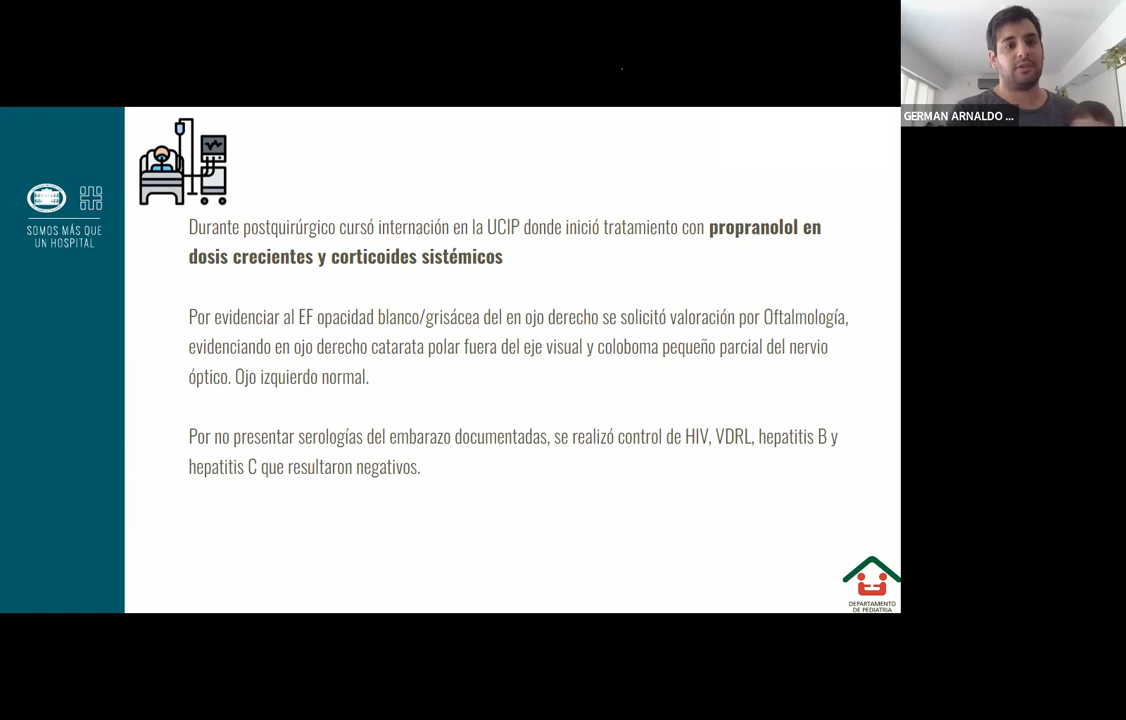 GERMAN ARNALDO ...
SOMOS MÁS QUE
UN HOSPITAL
Durante postquirúrgico cursó internación en la UCIP donde inició tratamiento con propranolol en
dosis crecientes y corticoides sistémicos
Por evidenciar al EF opacidad blanco/grisácea del en ojo derecho se solicitó valoración por Oftalmología,
evidenciando en ojo derecho catarata polar fuera del eje visual y coloboma pequeño parcial del nervio
óptico. Ojo izquierdo normal.
Por no presentar serologías del embarazo documentadas, se realizó control de HIV, VDRL, hepatitis B y
hepatitis C que resultaron negativos.
DEPARTAMENTO
DE PEDIATRIA